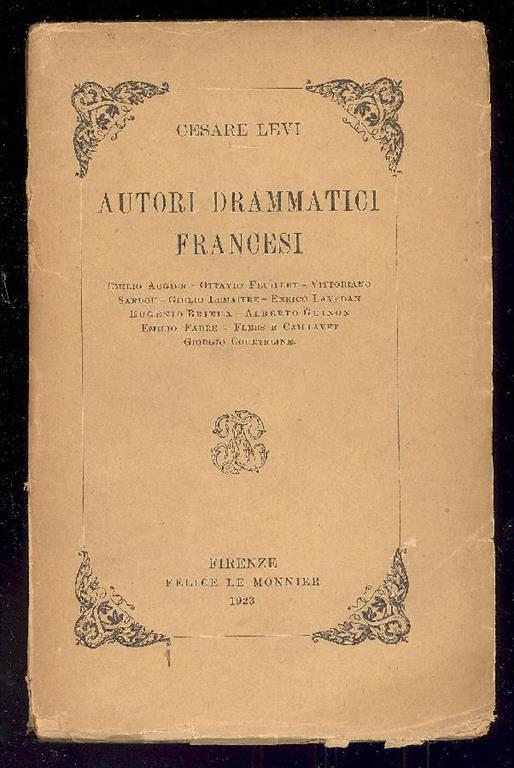 CESARE LEVI
AUTORI DRAMMATICI
FRANCESI
EMILIO AUGIER - OTTAVIO FEUILLET - VITTORIANO
SARDOU - GIULIO LEMAITRE - ENRICO LAVEDAN
EUGENIO BRIEUX - ALBERTO GUINON
EMILIO FABRE - FLERS E CAILLAVET
GIORGIO COURTELINE.
FIRENZE
FELICE LE MONNIER
1923